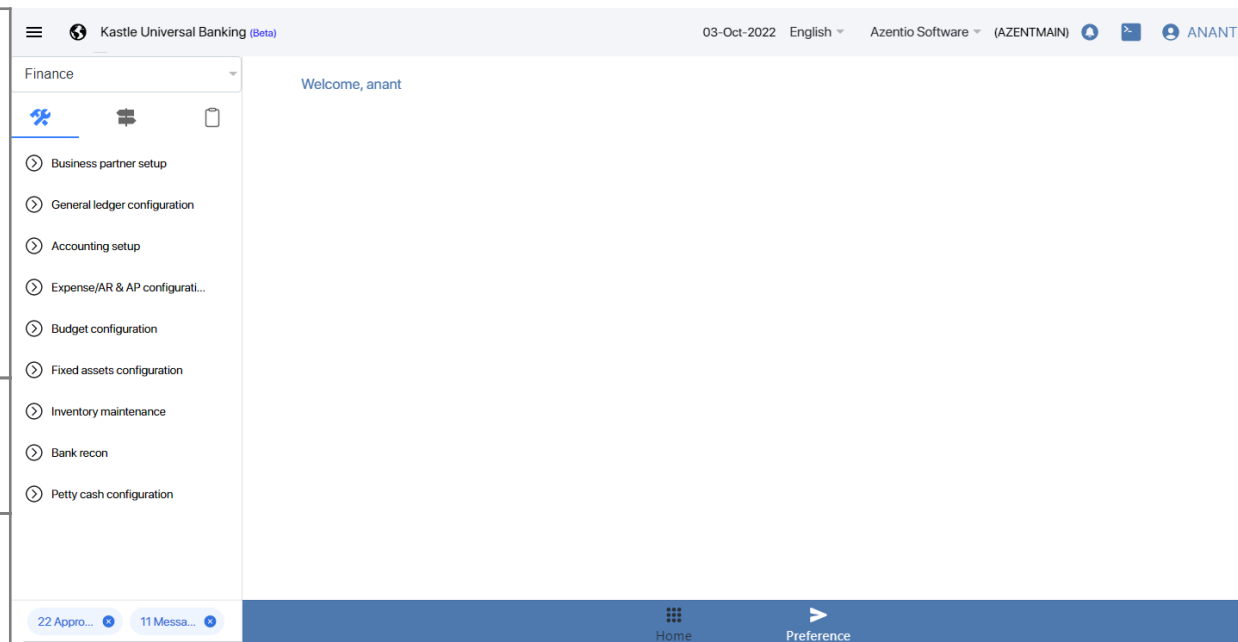 Kastle Universal Banking (Beta) 03-Oct-2022 English Azentio Software (AZENTMAIN) ANANT
Finance
Welcome, anant
Business partner setup
General ledger configuration
Accounting setup
Expense/AR & AP configurati...
Budget configuration
Fixed assets configuration
Inventory maintenance
Bank recon
Petty cash configuration
22 Appro... 11 Messa...
Home Preference